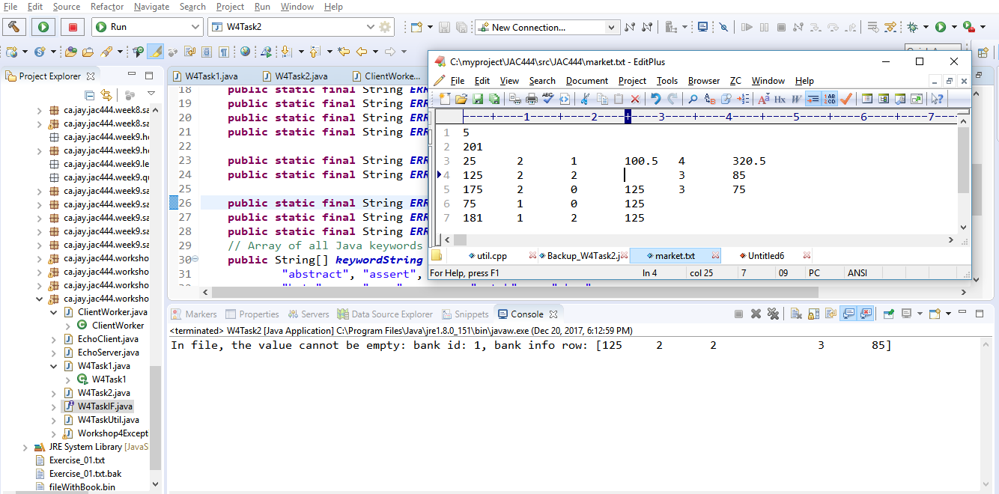 File Edit Source Refactor Navigate Search Project Run Window Help
Run
W4Task2
New Connection...
Project Explorer
ca.jay.jac444.week8.sa
ca.jay.jac444.week8.sa
ca.jay.jac444.week9.h
ca.jay.jac444.week9.h
ca.jay.jac444.week9.le
ca.jay.jac444.week9.q
ca.jay.jac444.week9.sa
ca.jay.jac444.week9.sa
ca.jay.jac444.week9.sa
ca.jay.jac444.week9.sa
ca.jay.jac444.week9.sa
ca.jay.jac444.worksho
ca.jay.jac444.worksho
ca.jay.jac444.worksho
ca.jay.jac444.worksho
ClientWorker.java
ClientWorker
EchoClient.java
EchoServer.java
W4Task1.java
W4Task1
W4Task2.java
W4TaskIF.java
W4TaskUtil.java
Workshop4Except
JRE System Library [JavaS
Exercise_01.txt
Exercise_01.txt.bak
fileWithBook.bin
W4Task1.java W4Task2.java ClientWorke...
18 public static final String ERR
19 public static final String ERR
20 public static final String ERR
21 public static final String ERR
22
23 public static final String ERR
24 public static final String ERR
25
26 public static final String ERR
27 public static final String ERR
28 public static final String ERR
29 // Array of all Java keywords
30 public String[] keywordString
31 "abstract", "assert",
C:\myproject\JAC444\src\JAC444\market.txt - EditPlus
File Edit View Search Document Project Tools Browser ZC Window Help
----+----1----+----2----+----3----+----4----+----5----+----6----+----7---
1 5
2 201
3 25 2 1 100.5 4 320.5
4 125 2 2 3 85
5 175 2 0 125 3 75
6 75 1 0 125
7 181 1 2 125
util.cpp Backup_W4Task2.j market.txt Untitled6
For Help, press F1 ln 4 col 25 7 09 PC ANSI
Markers Properties Servers Data Source Explorer Snippets Console
<terminated> W4Task2 [Java Application] C:\Program Files\Java\jre1.8.0_151\bin\javaw.exe (Dec 20, 2017, 6:12:59 PM)
In file, the value cannot be empty: bank id: 1, bank info row: [125 2 2 3 85]